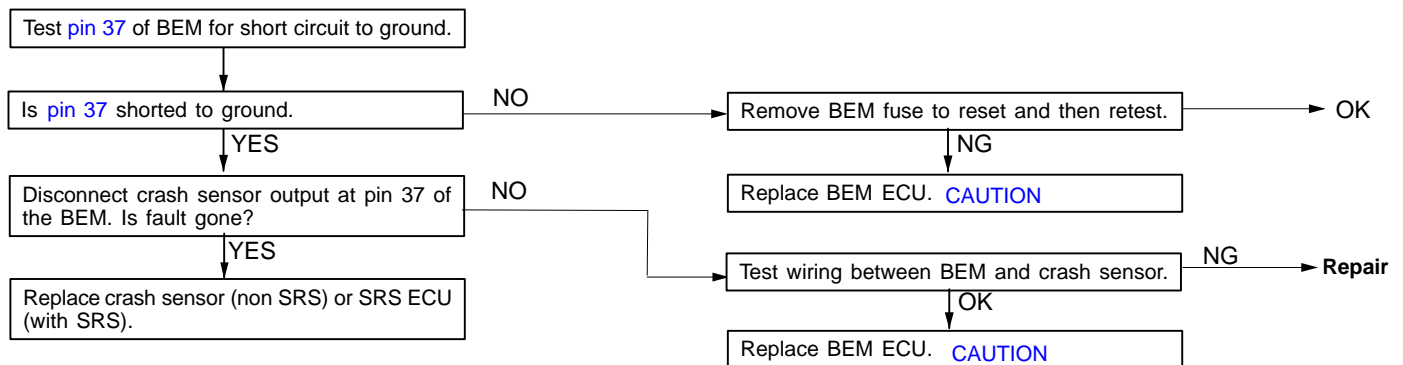 Test pin 37 of BEM for short circuit to ground.
Is pin 37 shorted to ground.
NO
Remove BEM fuse to reset and then retest.
OK
YES
NG
Disconnect crash sensor output at pin 37 of
the BEM. Is fault gone?
NO
Replace BEM ECU. CAUTION
YES
Test wiring between BEM and crash sensor.
NG
Repair
Replace crash sensor (non SRS) or SRS ECU
(with SRS).
OK
Replace BEM ECU. CAUTION